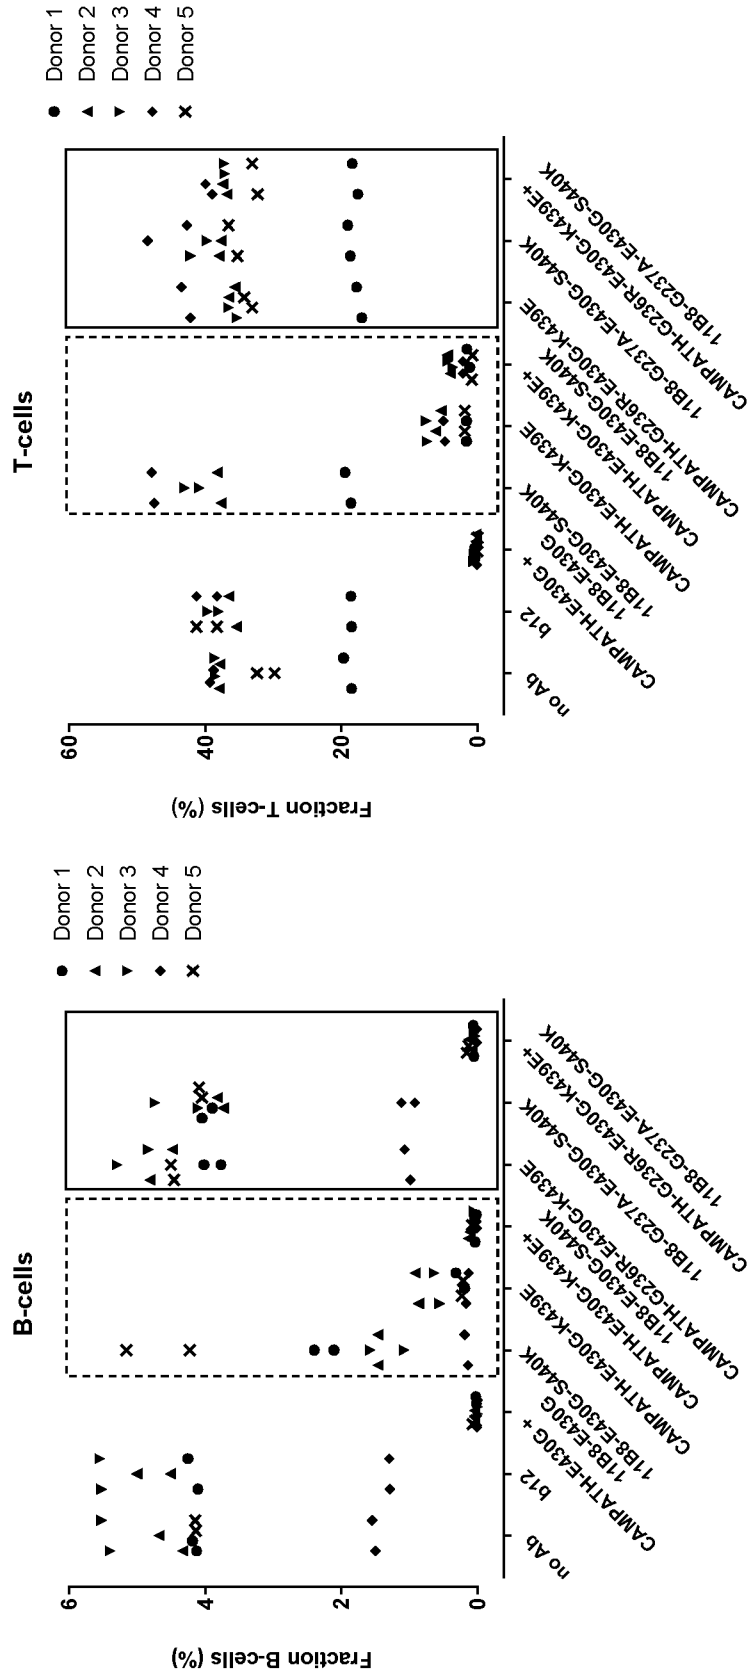 B-cells
Fraction B-cells (%)
6
4
2
0
no Ab
b12
CAMPATH-E430G +
11B8-E430G
11B8-E430G-S440K
CAMPATH-E430G-K439E
CAMPATH-E430G-K439E+
11B8-E430G-S440K
CAMPATH-G236R-E430G-K439E
11B8-G237A-E430G-S440K
CAMPATH-G236R-E430G-K439E+
11B8-G237A-E430G-S440K
Donor 1
Donor 2
Donor 3
Donor 4
Donor 5
T-cells
Fraction T-cells (%)
60
40
20
0
no Ab
b12
CAMPATH-E430G +
11B8-E430G
11B8-E430G-S440K
CAMPATH-E430G-K439E
CAMPATH-E430G-K439E+
11B8-E430G-S440K
CAMPATH-G236R-E430G-K439E
11B8-G237A-E430G-S440K
CAMPATH-G236R-E430G-K439E+
11B8-G237A-E430G-S440K
Donor 1
Donor 2
Donor 3
Donor 4
Donor 5